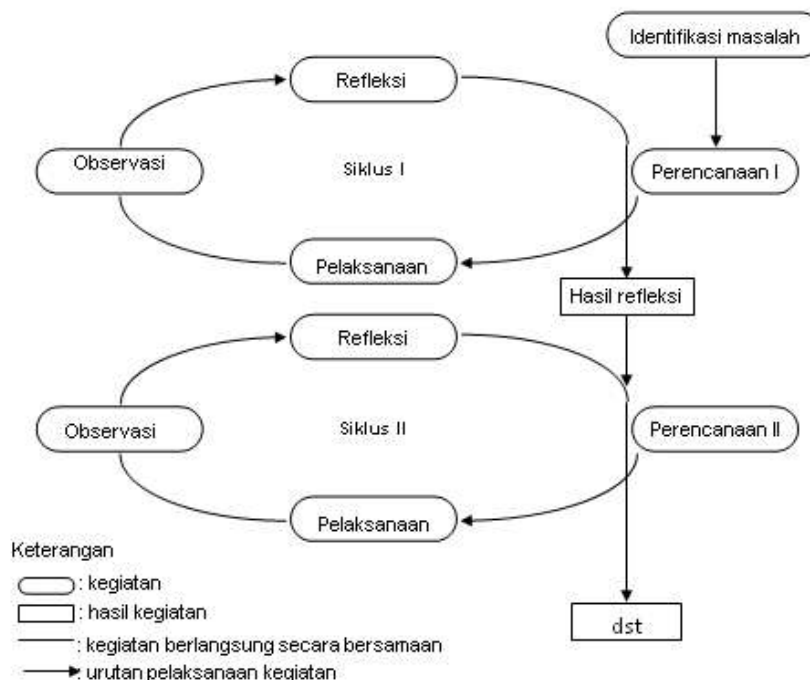 Identifikasi masalah
Refleksi
Observasi
Siklus I
Perencanaan I
Pelaksanaan
Hasil refleksi
Refleksi
Observasi
Siklus II
Perencanaan II
Pelaksanaan
Keterangan
: kegiatan
: hasil kegiatan
: kegiatan berlangsung secara bersamaan
: urutan pelaksanaan kegiatan
dst